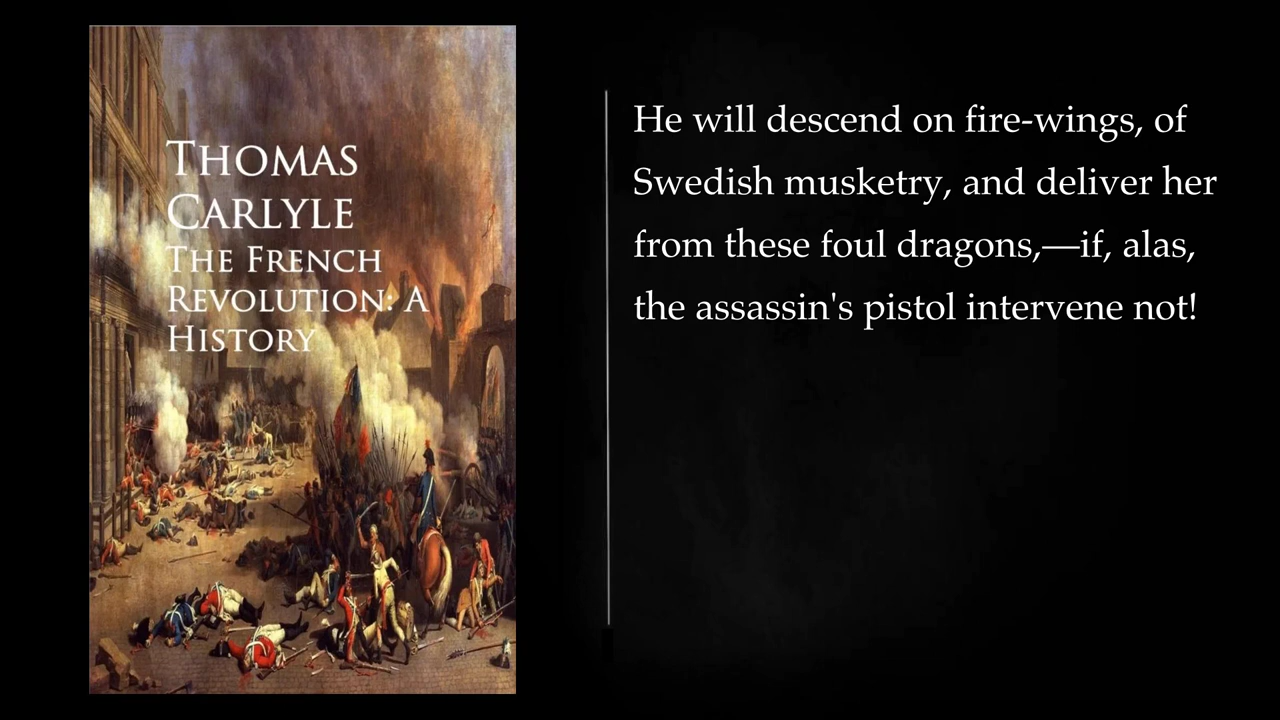 THOMAS
CARLYLE
THE FRENCH
REVOLUTION: A
HISTORY
He will descend on fire-wings, of
Swedish musketry, and deliver her
from these foul dragons,—if, alas,
the assassin's pistol intervene not!